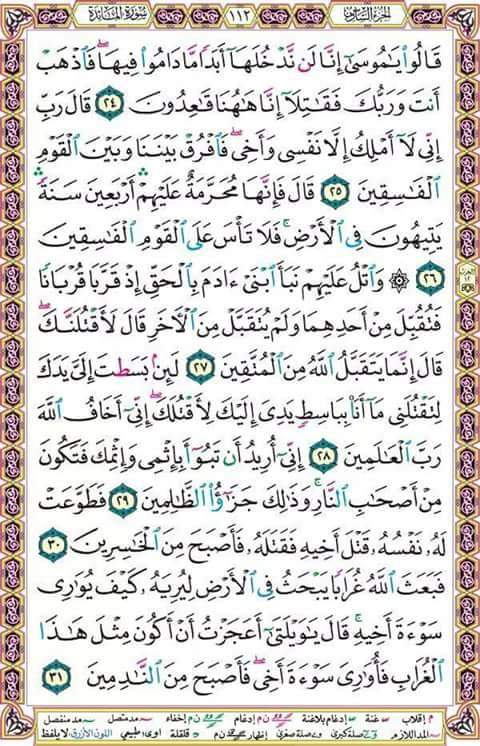 سورة المائدة ١١٢ الجزء السادس
قَالُوا۟ يَـٰمُوسَىٰٓ إِنَّا لَن نَّدْخُلَهَآ أَبَدًا مَّا دَامُوا۟ فِيهَا ۖ فَٱذْهَبْ
أَنتَ وَرَبُّكَ فَقَـٰتِلَآ إِنَّا هَـٰهُنَا قَـٰعِدُونَ ٢٤ قَالَ رَبِّ
إِنِّى لَآ أَمْلِكُ إِلَّا نَفْسِى وَأَخِى ۖ فَٱفْرُقْ بَيْنَنَا وَبَيْنَ ٱلْقَوْمِ
ٱلْفَـٰسِقِينَ ٢٥ قَالَ فَإِنَّهَا مُحَرَّمَةٌ عَلَيْهِمْ ۛ أَرْبَعِينَ سَنَةً ۛ
يَتِيهُونَ فِى ٱلْأَرْضِ ۚ فَلَا تَأْسَ عَلَى ٱلْقَوْمِ ٱلْفَـٰسِقِينَ
٢٦ ۞ وَٱتْلُ عَلَيْهِمْ نَبَأَ ٱبْنَىْ ءَادَمَ بِٱلْحَقِّ إِذْ قَرَّبَا قُرْبَانًا
فَتُقُبِّلَ مِنْ أَحَدِهِمَا وَلَمْ يُتَقَبَّلْ مِنَ ٱلْـَٔاخَرِ قَالَ لَأَقْتُلَنَّكَ ۖ
قَالَ إِنَّمَا يَتَقَبَّلُ ٱللَّهُ مِنَ ٱلْمُتَّقِينَ ٢٧ لَئِنۢ بَسَطتَ إِلَىَّ يَدَكَ
لِتَقْتُلَنِى مَآ أَنَا۠ بِبَاسِطٍ يَدِىَ إِلَيْكَ لِأَقْتُلَكَ ۖ إِنِّىٓ أَخَافُ ٱللَّهَ
رَبَّ ٱلْعَـٰلَمِينَ ٢٨ إِنِّىٓ أُرِيدُ أَن تَبُوٓأَ بِإِثْمِى وَإِثْمِكَ فَتَكُونَ
مِنْ أَصْحَـٰبِ ٱلنَّارِ ۚ وَذَٰلِكَ جَزَٰٓؤُا۟ ٱلظَّـٰلِمِينَ ٢٩ فَطَوَّعَتْ
لَهُۥ نَفْسُهُۥ قَتْلَ أَخِيهِ فَقَتَلَهُۥ فَأَصْبَحَ مِنَ ٱلْخَـٰسِرِينَ ٣٠
فَبَعَثَ ٱللَّهُ غُرَابًا يَبْحَثُ فِى ٱلْأَرْضِ لِيُرِيَهُۥ كَيْفَ يُوَٰرِى
سَوْءَةَ أَخِيهِ ۚ قَالَ يَـٰوَيْلَتَىٰٓ أَعَجَزْتُ أَنْ أَكُونَ مِثْلَ هَـٰذَا
ٱلْغُرَابِ فَأُوَٰرِىَ سَوْءَةَ أَخِى ۖ فَأَصْبَحَ مِنَ ٱلنَّـٰدِمِينَ ٣١
م إقلاب غنة إدغام بلاغنة ن م إدغام ن م إخفاء مد متصل مد منفصل
المد اللازم صلة كبرى صلة صغرى إظهار ن م قلقلة اوى: طبيعي اللون الأزرق: لا يلفظ